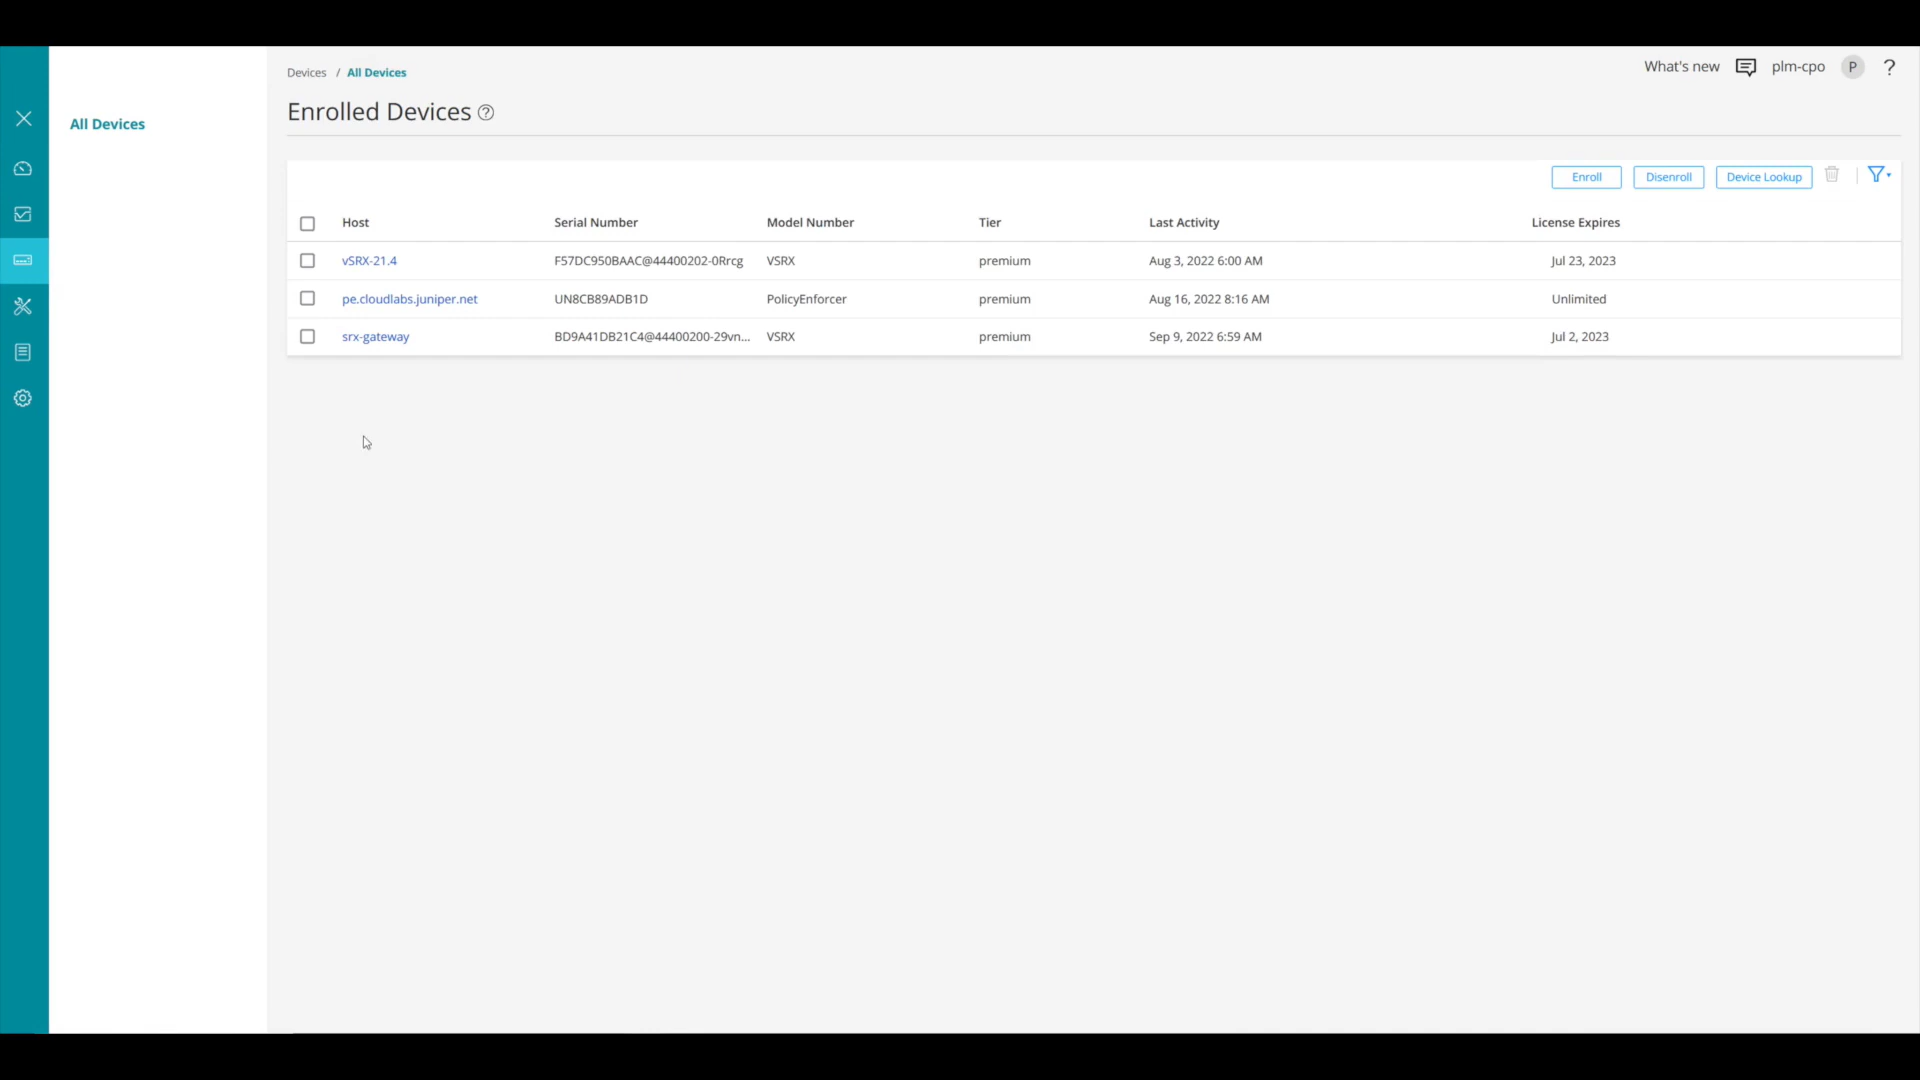 Devices / All Devices
What's new
plm-cpo
P
?
All Devices
Enrolled Devices ?
Enroll
Disenroll
Device Lookup
Host Serial Number Model Number Tier Last Activity License Expires
vSRX-21.4 F57DC950BAAC@44400202-0Rrcg VSRX premium Aug 3, 2022 6:00 AM Jul 23, 2023
pe.cloudlabs.juniper.net UN8CB89ADB1D PolicyEnforcer premium Aug 16, 2022 8:16 AM Unlimited
srx-gateway BD9A41DB21C4@44400200-29vn... VSRX premium Sep 9, 2022 6:59 AM Jul 2, 2023